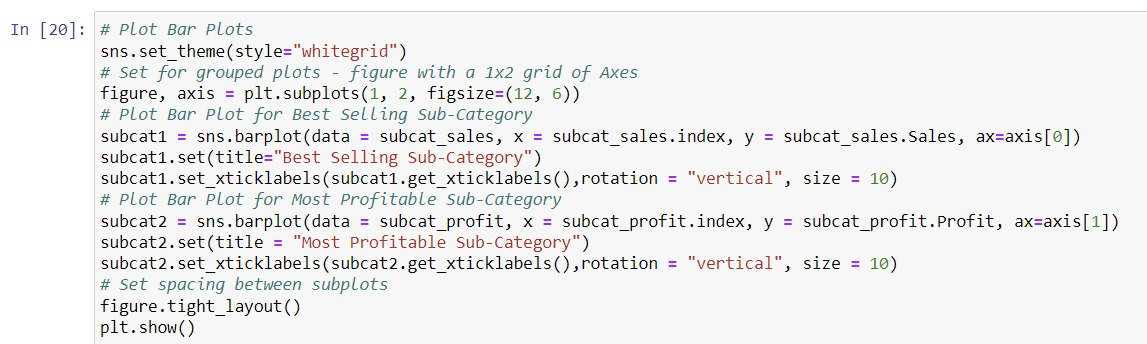 In [20]: # Plot Bar Plots
sns.set_theme(style="whitegrid")
# Set for grouped plots - figure with a 1x2 grid of Axes
figure, axis = plt.subplots(1, 2, figsize=(12, 6))
# Plot Bar Plot for Best Selling Sub-Category
subcat1 = sns.barplot(data = subcat_sales, x = subcat_sales.index, y = subcat_sales.Sales, ax=axis[0])
subcat1.set(title="Best Selling Sub-Category")
subcat1.set_xticklabels(subcat1.get_xticklabels(),rotation = "vertical", size = 10)
# Plot Bar Plot for Most Profitable Sub-Category
subcat2 = sns.barplot(data = subcat_profit, x = subcat_profit.index, y = subcat_profit.Profit, ax=axis[1])
subcat2.set(title = "Most Profitable Sub-Category")
subcat2.set_xticklabels(subcat2.get_xticklabels(),rotation = "vertical", size = 10)
# Set spacing between subplots
figure.tight_layout()
plt.show()